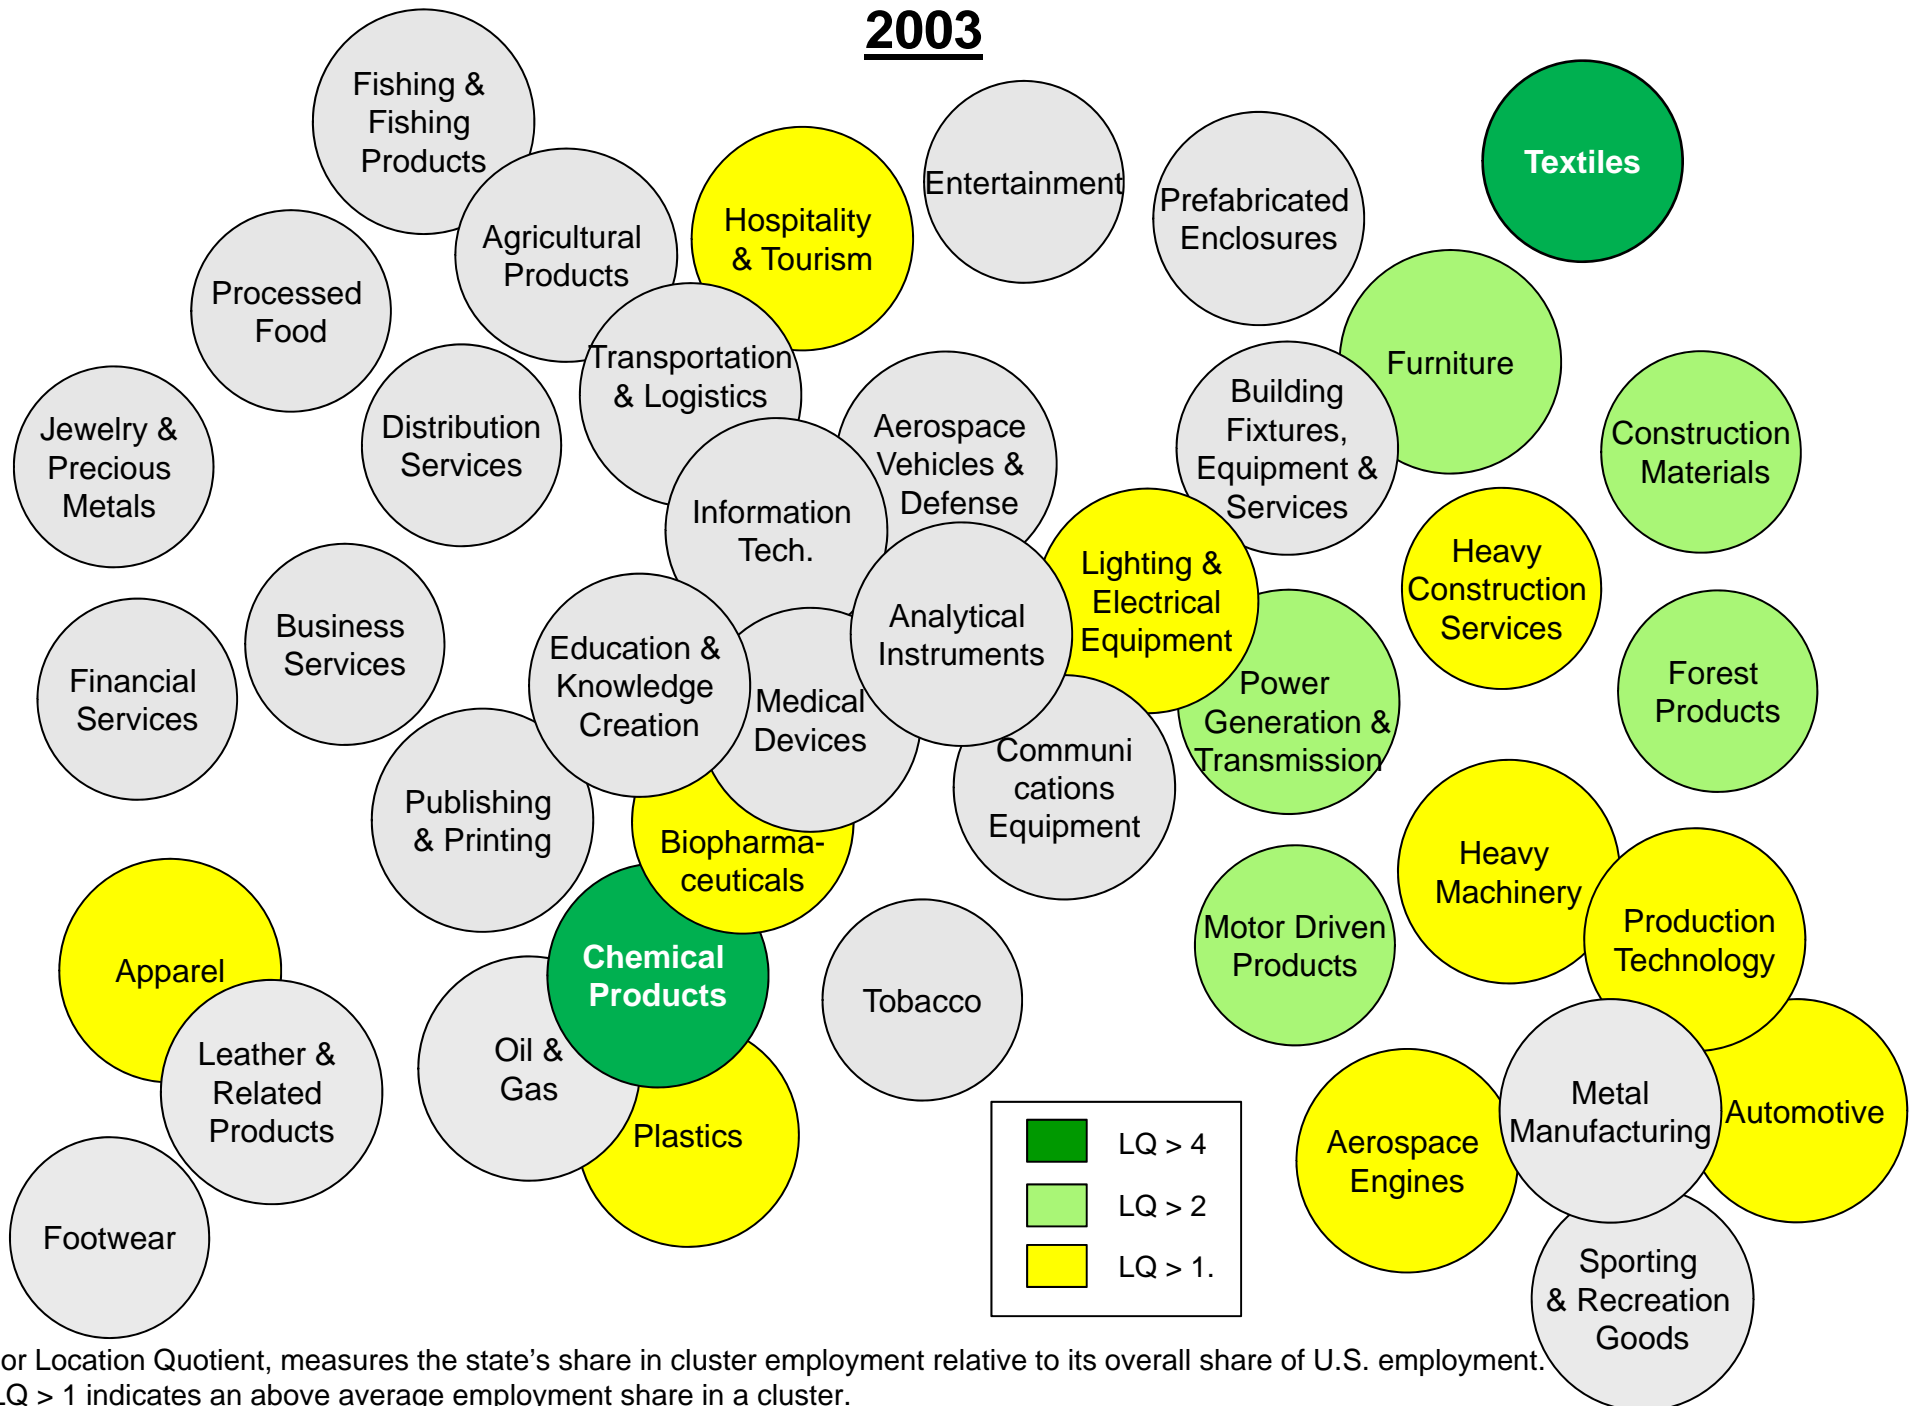 2003
Fishing &
Fishing
Products
Textiles
Entertainment
Prefabricated
Enclosures
Hospitality
& Tourism
Agricultural
Products
Processed
Food
Transportation
& Logistics
Furniture
Building
Fixtures,
Equipment &
Services
Construction
Materials
Jewelry &
Precious
Metals
Distribution
Services
Aerospace
Vehicles &
Defense
Information
Tech.
Lighting &
Electrical
Equipment
Heavy
Construction
Services
Analytical
Instruments
Business
Services
Education &
Knowledge
Creation
Financial
Services
Medical
Devices
Power
Generation &
Transmission
Forest
Products
Communi
cations
Equipment
Publishing
& Printing
Biopharma-
ceuticals
Heavy
Machinery
Production
Technology
Motor Driven
Products
Apparel
Chemical
Products
Tobacco
Leather &
Related
Products
Oil &
Gas
Plastics
Metal
Manufacturing
Automotive
Aerospace
Engines
LQ > 4
LQ > 2
LQ > 1.
Footwear
Sporting
& Recreation
Goods
or Location Quotient, measures the state's share in cluster employment relative to its overall share of U.S. employment.
LQ > 1 indicates an above average employment share in a cluster.